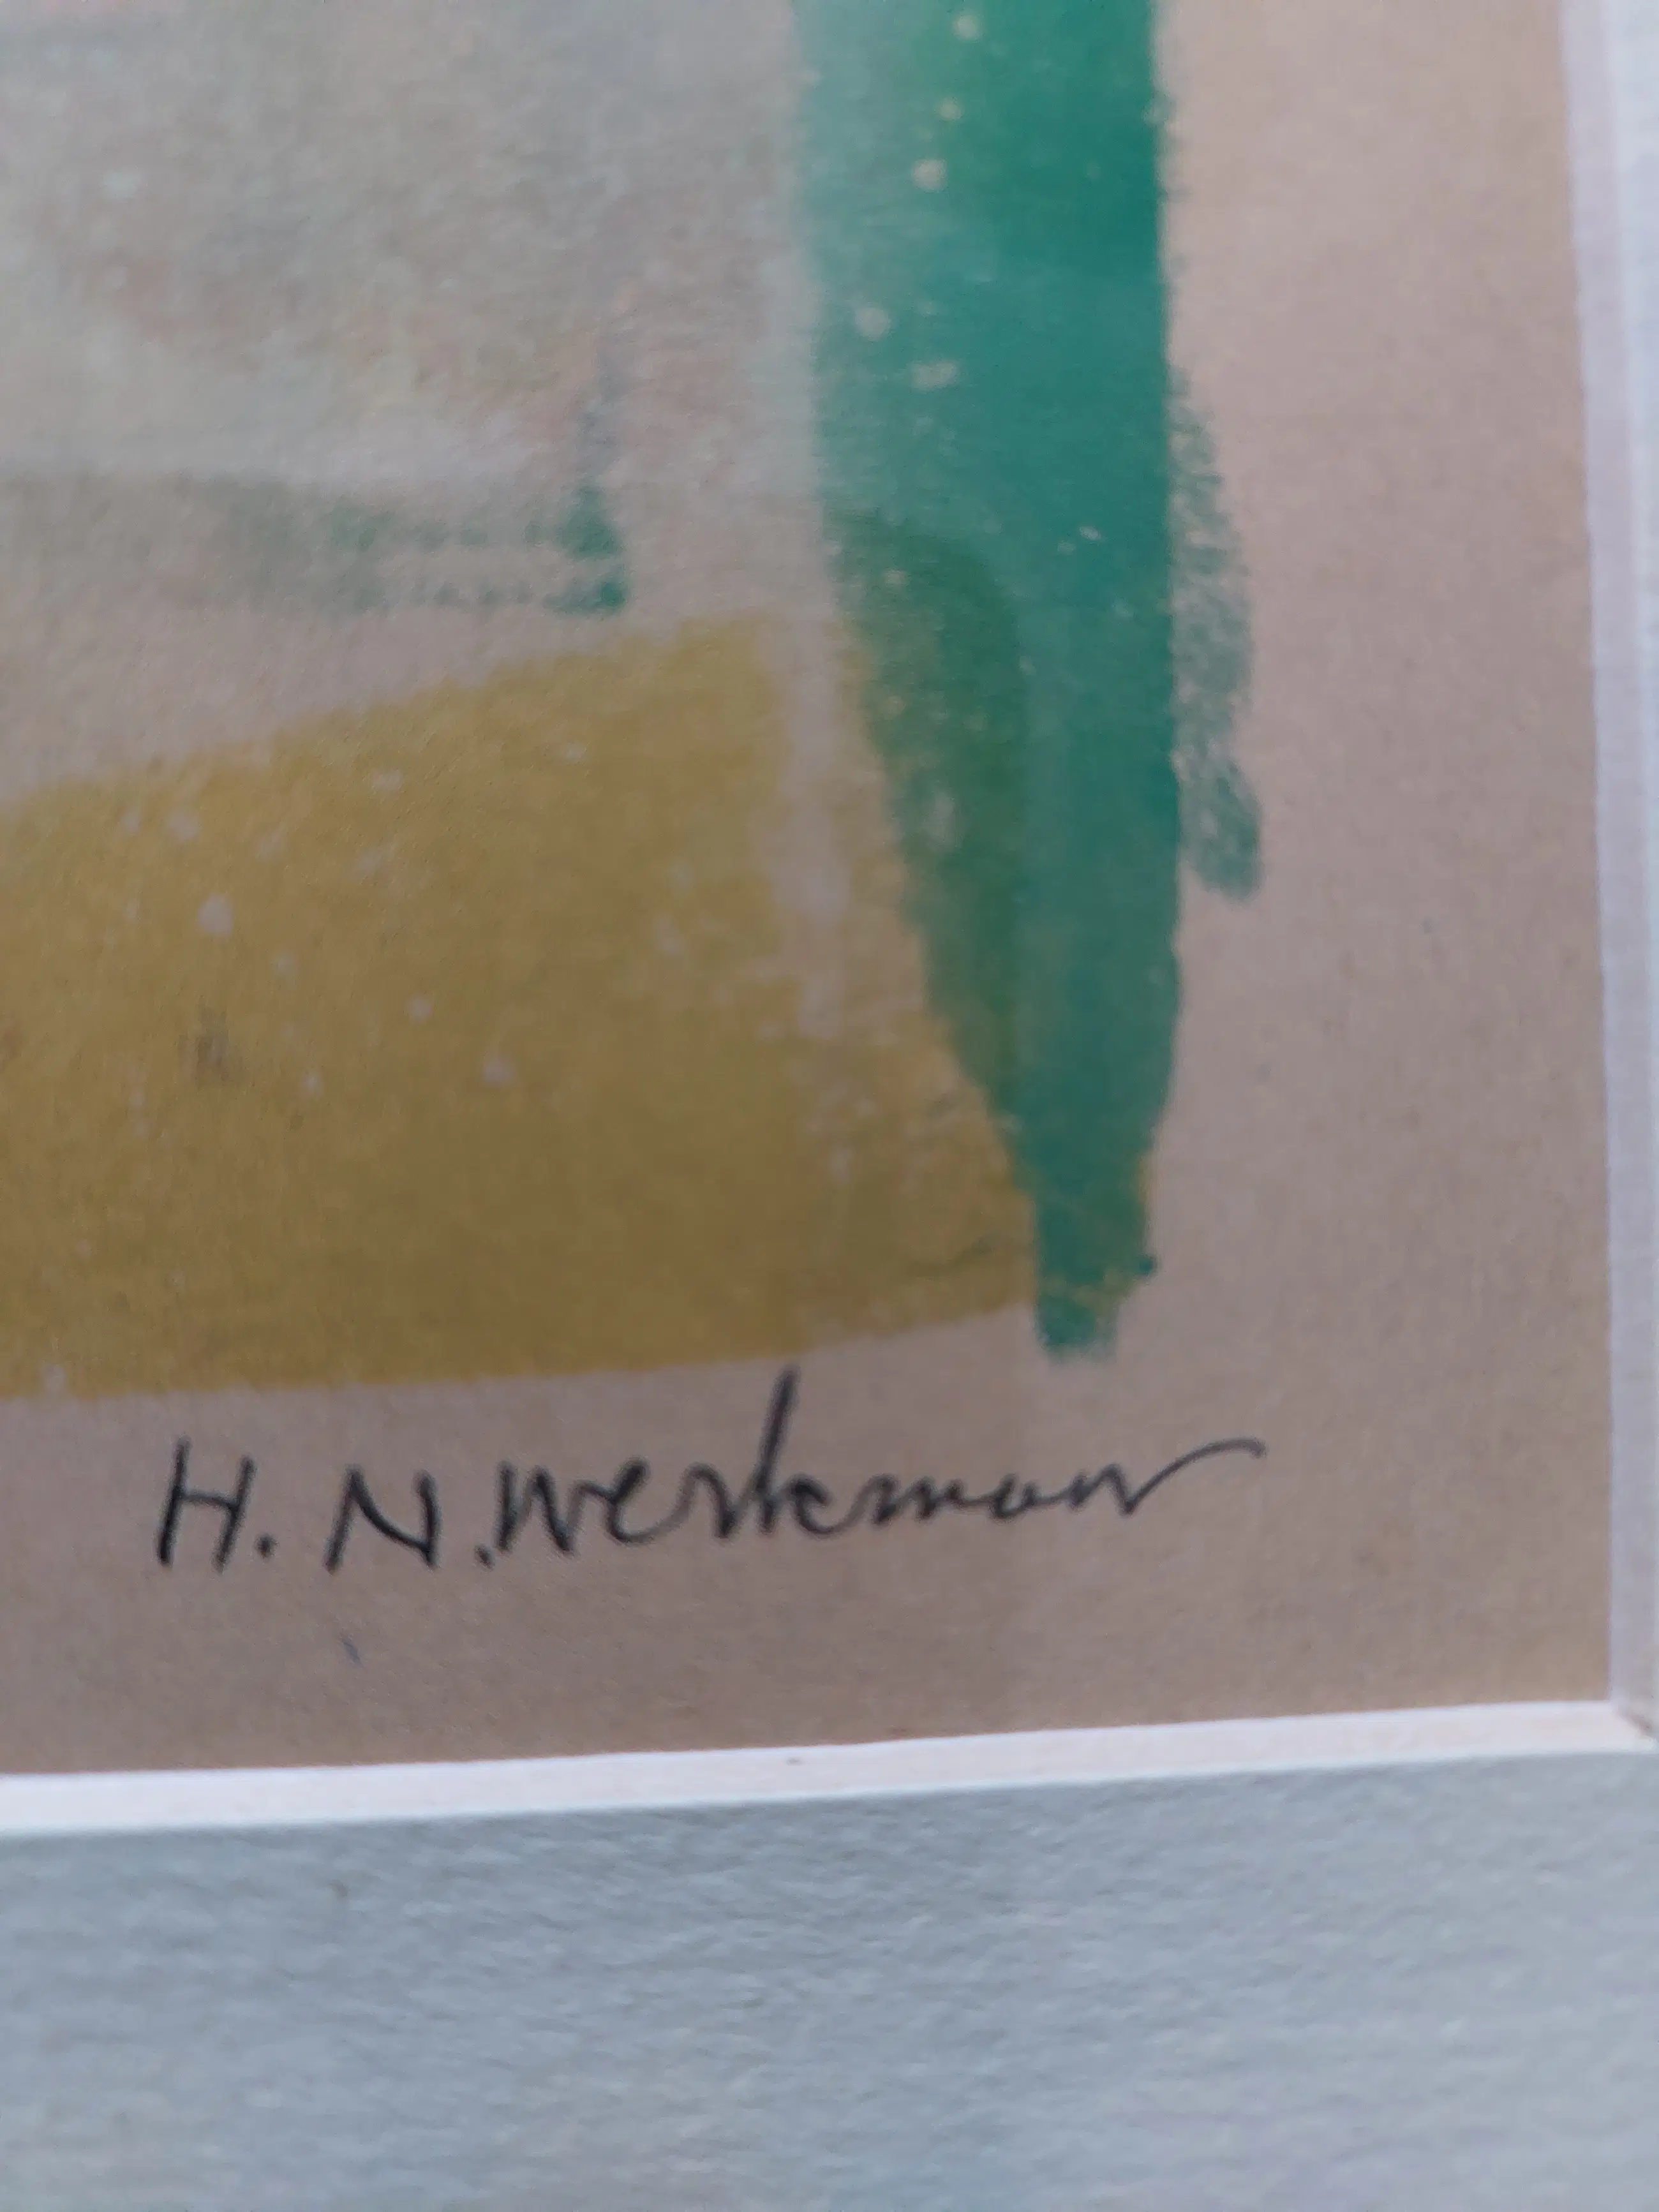 H. N. Werkman